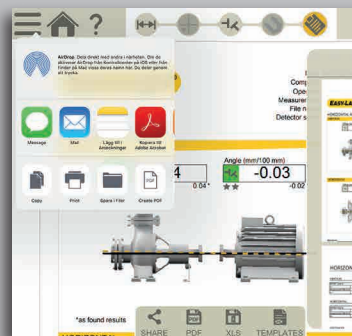 ?
AirDrop. Dela direkt med andra i närheten. Om de
aktiverar AirDrop från Kontrollcenter på iOS eller från
Finder på Mac visas deras namn här. Du delar genom
att trycka.
Message
Mail
Lägg till i
Anteckningar
Kopiera till
Adobe Acrobat
Copy
Print
Spara i Filer
Create PDF
Comp
Ope
Measurem
File n
Detector s
EASY-LA
Angle (mm/100 mm)
4
-0.03
0.04
-0.02
*as found results
SHARE
PDF
XLS
TEMPLATES
HORIZON
HORIZONTAL